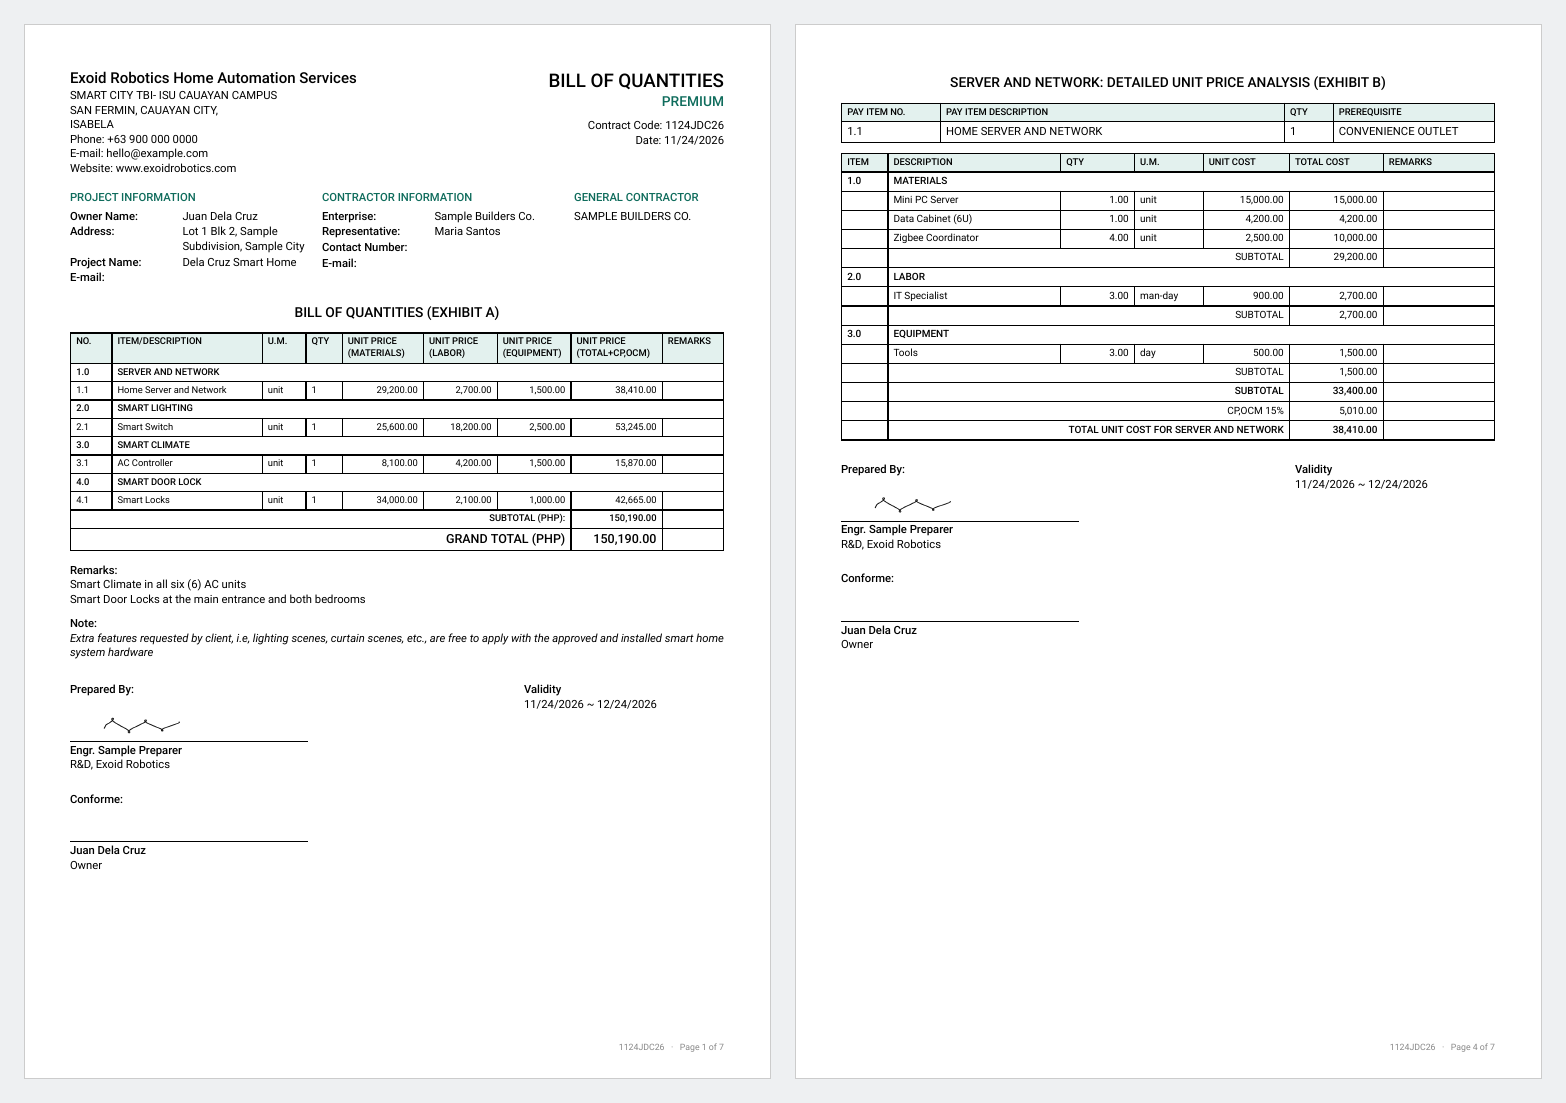 Exoid Robotics Home Automation Services
SMART CITY TBI- ISU CAUAYAN CAMPUS
SAN FERMIN, CAUAYAN CITY,
ISABELA
Phone: +63 900 000 0000
E-mail: hello@example.com
Website: www.exoidrobotics.com
BILL OF QUANTITIES
PREMIUM
Contract Code: 1124JDC26
Date: 11/24/2026
PROJECT INFORMATION
Owner Name: Juan Dela Cruz
Address: Lot 1 Blk 2, Sample
Subdivision, Sample City
Project Name: Dela Cruz Smart Home
E-mail:
CONTRACTOR INFORMATION
Enterprise: Sample Builders Co.
Representative: Maria Santos
Contact Number:
E-mail:
GENERAL CONTRACTOR
SAMPLE BUILDERS CO.
BILL OF QUANTITIES (EXHIBIT A)
NO. ITEM/DESCRIPTION U.M. QTY UNIT PRICE (MATERIALS) UNIT PRICE (LABOR) UNIT PRICE (EQUIPMENT) UNIT PRICE (TOTAL+CP,OCM) REMARKS
1.0 SERVER AND NETWORK
1.1 Home Server and Network unit 1 29,200.00 2,700.00 1,500.00 38,410.00
2.0 SMART LIGHTING
2.1 Smart Switch unit 1 25,600.00 18,200.00 2,500.00 53,245.00
3.0 SMART CLIMATE
3.1 AC Controller unit 1 8,100.00 4,200.00 1,500.00 15,870.00
4.0 SMART DOOR LOCK
4.1 Smart Locks unit 1 34,000.00 2,100.00 1,000.00 42,665.00
SUBTOTAL (PHP): 150,190.00
GRAND TOTAL (PHP) 150,190.00
Remarks:
Smart Climate in all six (6) AC units
Smart Door Locks at the main entrance and both bedrooms
Note:
Extra features requested by client, i.e, lighting scenes, curtain scenes, etc., are free to apply with the approved and installed smart home
system hardware
Prepared By:
Engr. Sample Preparer
R&D, Exoid Robotics
Validity
11/24/2026 ~ 12/24/2026
Conforme:
Juan Dela Cruz
Owner
1124JDC26 · Page 1 of 7
SERVER AND NETWORK: DETAILED UNIT PRICE ANALYSIS (EXHIBIT B)
PAY ITEM NO. PAY ITEM DESCRIPTION QTY PREREQUISITE
1.1 HOME SERVER AND NETWORK 1 CONVENIENCE OUTLET
ITEM DESCRIPTION QTY U.M. UNIT COST TOTAL COST REMARKS
1.0 MATERIALS
Mini PC Server 1.00 unit 15,000.00 15,000.00
Data Cabinet (6U) 1.00 unit 4,200.00 4,200.00
Zigbee Coordinator 4.00 unit 2,500.00 10,000.00
SUBTOTAL 29,200.00
2.0 LABOR
IT Specialist 3.00 man-day 900.00 2,700.00
SUBTOTAL 2,700.00
3.0 EQUIPMENT
Tools 3.00 day 500.00 1,500.00
SUBTOTAL 1,500.00
SUBTOTAL 33,400.00
CP,OCM 15% 5,010.00
TOTAL UNIT COST FOR SERVER AND NETWORK 38,410.00
Prepared By:
Engr. Sample Preparer
R&D, Exoid Robotics
Validity
11/24/2026 ~ 12/24/2026
Conforme:
Juan Dela Cruz
Owner
1124JDC26 · Page 4 of 7